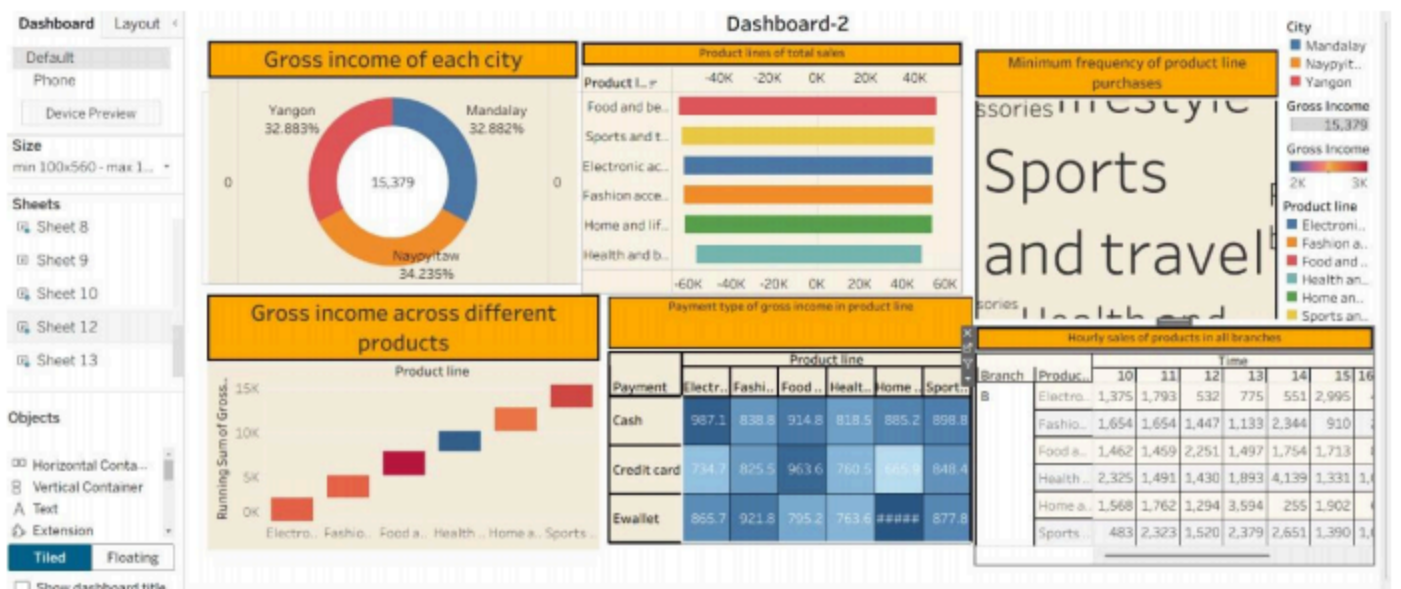 Dashboard Layout
Default
Phone
Device Preview
Size
min 100x560 - max 1...
Sheets
Sheet 8
Sheet 9
Sheet 10
Sheet 12
Sheet 13
Objects
Horizontal Conta...
Vertical Container
Text
Extension
Tiled Floating
Show dashboard title
Dashboard-2
Gross income of each city
Yangon
32.883%
Mandalay
32.882%
0 15,379 0
Naypyitaw
34.235%
Product lines of total sales
Product l...
-40K -20K 0K 20K 40K
Food and be..
Sports and t..
Electronic ac..
Fashion acce..
Home and lif..
Health and b..
-60K -40K -20K 0K 20K 40K 60K
Minimum frequency of product line
purchases
ssories lifestyle
Sports
and travel
sories Health and
City
Mandalay
Naypyit..
Yangon
Gross Income
15,379
Gross Income
2K 3K
Product line
Electroni..
Fashion a..
Food and ..
Health an..
Home an..
Sports an..
Gross income across different
products
Product line
Running Sum of Gross..
15K
10K
5K
0K
Electro.. Fashio.. Food a.. Health .. Home a.. Sports ..
Payment type of gross income in product line
Product line
Payment Electr.. Fashi.. Food .. Healt.. Home .. Sport..
Cash 987.1 838.8 914.8 818.5 885.2 898.8
Credit card 734.7 825.5 963.6 760.5 848.4
Ewallet 865.7 921.8 795.2 763.6 ##### 877.8
Hourly sales of products in all branches
Time
Branch Produc.. 10 11 12 13 14 15 16
B Electro.. 1,375 1,793 532 775 551 2,995
Fashio.. 1,654 1,654 1,447 1,133 2,344 910
Food a.. 1,462 1,459 2,251 1,497 1,754 1,713
Health .. 2,325 1,491 1,430 1,893 4,139 1,331
Home a.. 1,568 1,762 1,294 3,594 255 1,902
Sports .. 483 2,323 1,520 2,379 2,651 1,390